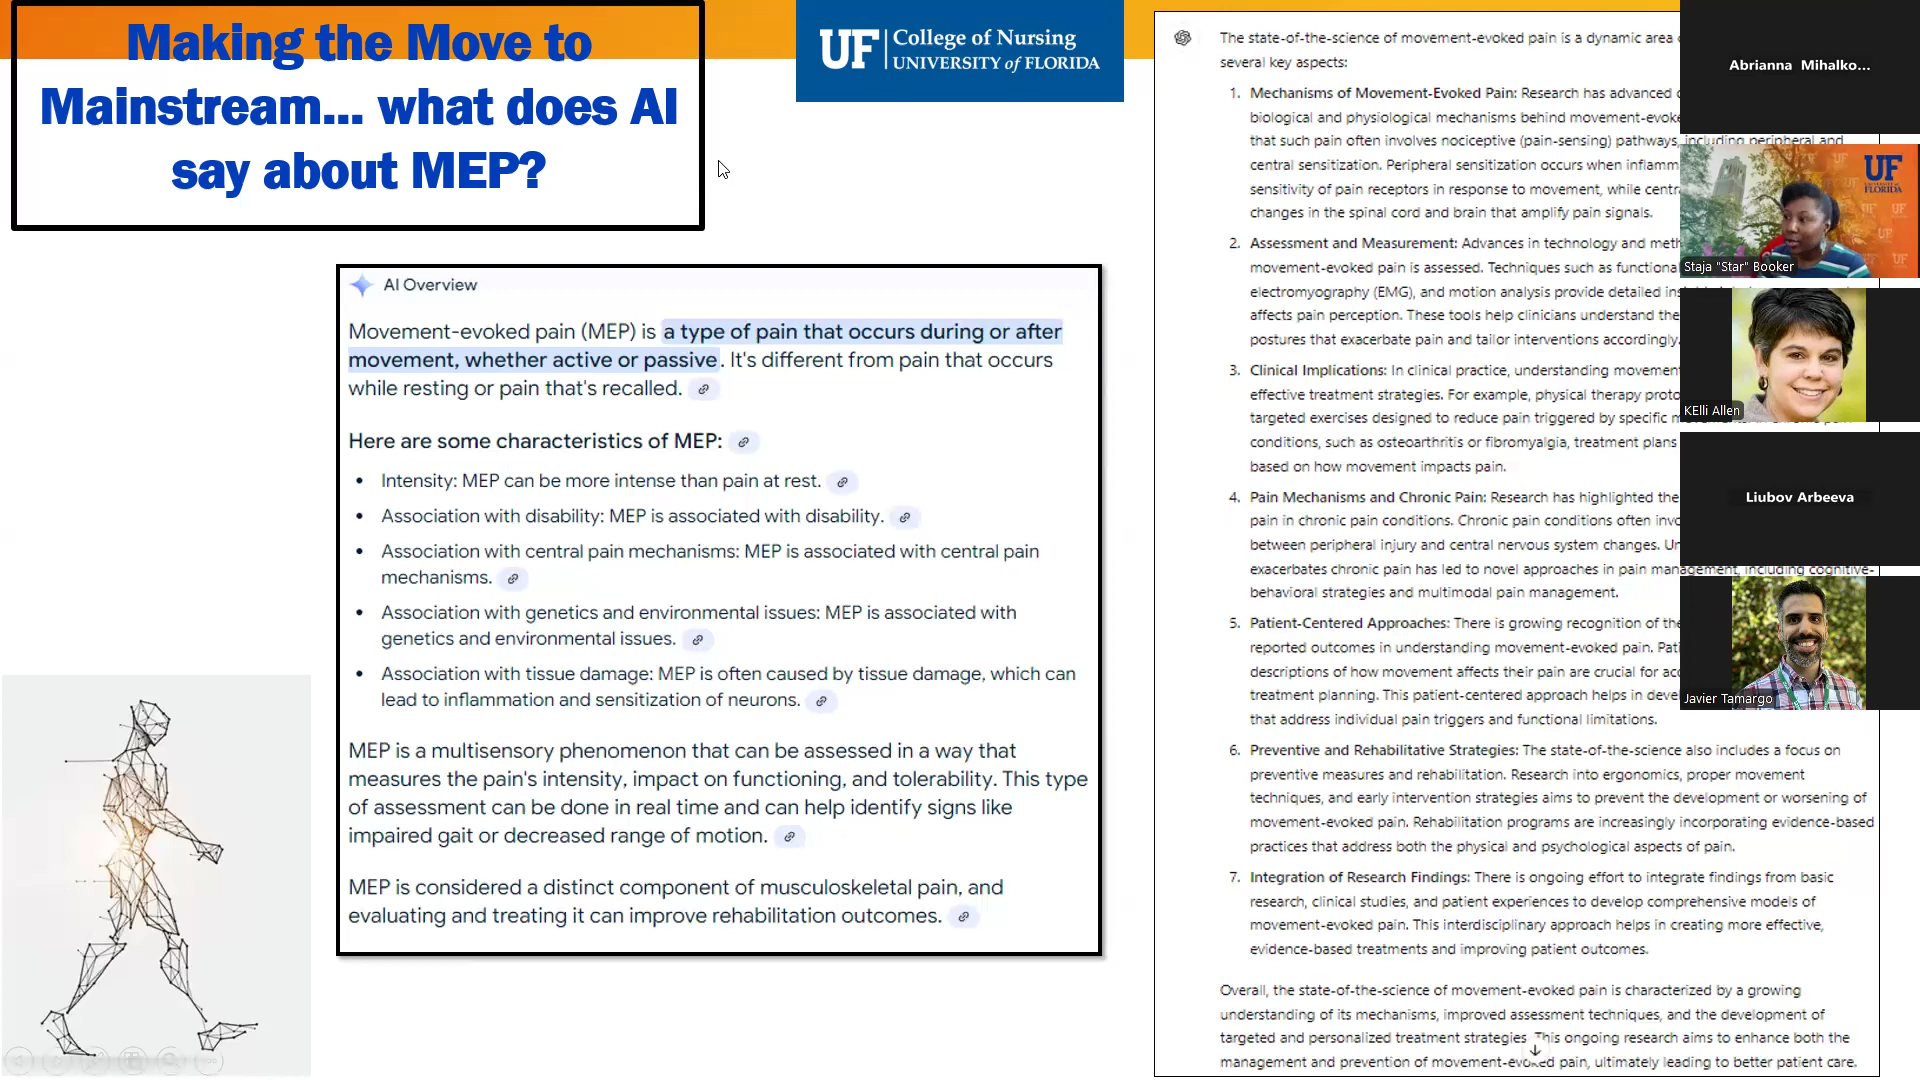 Making the Move to
Mainstream... what does AI
say about MEP?
UF College of Nursing
UNIVERSITY of FLORIDA
AI Overview
Movement-evoked pain (MEP) is a type of pain that occurs during or after
movement, whether active or passive. It's different from pain that occurs
while resting or pain that's recalled.
Here are some characteristics of MEP:
• Intensity: MEP can be more intense than pain at rest.
• Association with disability: MEP is associated with disability.
• Association with central pain mechanisms: MEP is associated with central pain
mechanisms.
• Association with genetics and environmental issues: MEP is associated with
genetics and environmental issues.
• Association with tissue damage: MEP is often caused by tissue damage, which can
lead to inflammation and sensitization of neurons.
MEP is a multisensory phenomenon that can be assessed in a way that
measures the pain's intensity, impact on functioning, and tolerability. This type
of assessment can be done in real time and can help identify signs like
impaired gait or decreased range of motion.
MEP is considered a distinct component of musculoskeletal pain, and
evaluating and treating it can improve rehabilitation outcomes.
The state-of-the-science of movement-evoked pain is a dynamic area
several key aspects:
1. Mechanisms of Movement-Evoked Pain: Research has advanced
biological and physiological mechanisms behind movement-evoke
that such pain often involves nociceptive (pain-sensing) pathways, including peripheral and
central sensitization. Peripheral sensitization occurs when inflamm
sensitivity of pain receptors in response to movement, while centr
changes in the spinal cord and brain that amplify pain signals.
2. Assessment and Measurement: Advances in technology and meth
movement-evoked pain is assessed. Techniques such as functiona
electromyography (EMG), and motion analysis provide detailed in
affects pain perception. These tools help clinicians understand the
postures that exacerbate pain and tailor interventions accordingly.
3. Clinical Implications: In clinical practice, understanding movement
effective treatment strategies. For example, physical therapy proto
targeted exercises designed to reduce pain triggered by specific
conditions, such as osteoarthritis or fibromyalgia, treatment plans
based on how movement impacts pain.
4. Pain Mechanisms and Chronic Pain: Research has highlighted the
pain in chronic pain conditions. Chronic pain conditions often invo
between peripheral injury and central nervous system changes. Un
exacerbates chronic pain has led to novel approaches in pain management, including cognitive-
behavioral strategies and multimodal pain management.
5. Patient-Centered Approaches: There is growing recognition of the
reported outcomes in understanding movement-evoked pain. Pati
descriptions of how movement affects their pain are crucial for acc
treatment planning. This patient-centered approach helps in deve
that address individual pain triggers and functional limitations.
6. Preventive and Rehabilitative Strategies: The state-of-the-science also includes a focus on
preventive measures and rehabilitation. Research into ergonomics, proper movement
techniques, and early intervention strategies aims to prevent the development or worsening of
movement-evoked pain. Rehabilitation programs are increasingly incorporating evidence-based
practices that address both the physical and psychological aspects of pain.
7. Integration of Research Findings: There is ongoing effort to integrate findings from basic
research, clinical studies, and patient experiences to develop comprehensive models of
movement-evoked pain. This interdisciplinary approach helps in creating more effective,
evidence-based treatments and improving patient outcomes.
Overall, the state-of-the-science of movement-evoked pain is characterized by a growing
understanding of its mechanisms, improved assessment techniques, and the development of
targeted and personalized treatment strategies. This ongoing research aims to enhance both the
management and prevention of movement-evoked pain, ultimately leading to better patient care.
Abrianna Mihalko...
UF
UNIVERSITY of
FLORIDA
Staja "Star" Booker
KElli Allen
Liubov Arbeeva
Javier Tamargo